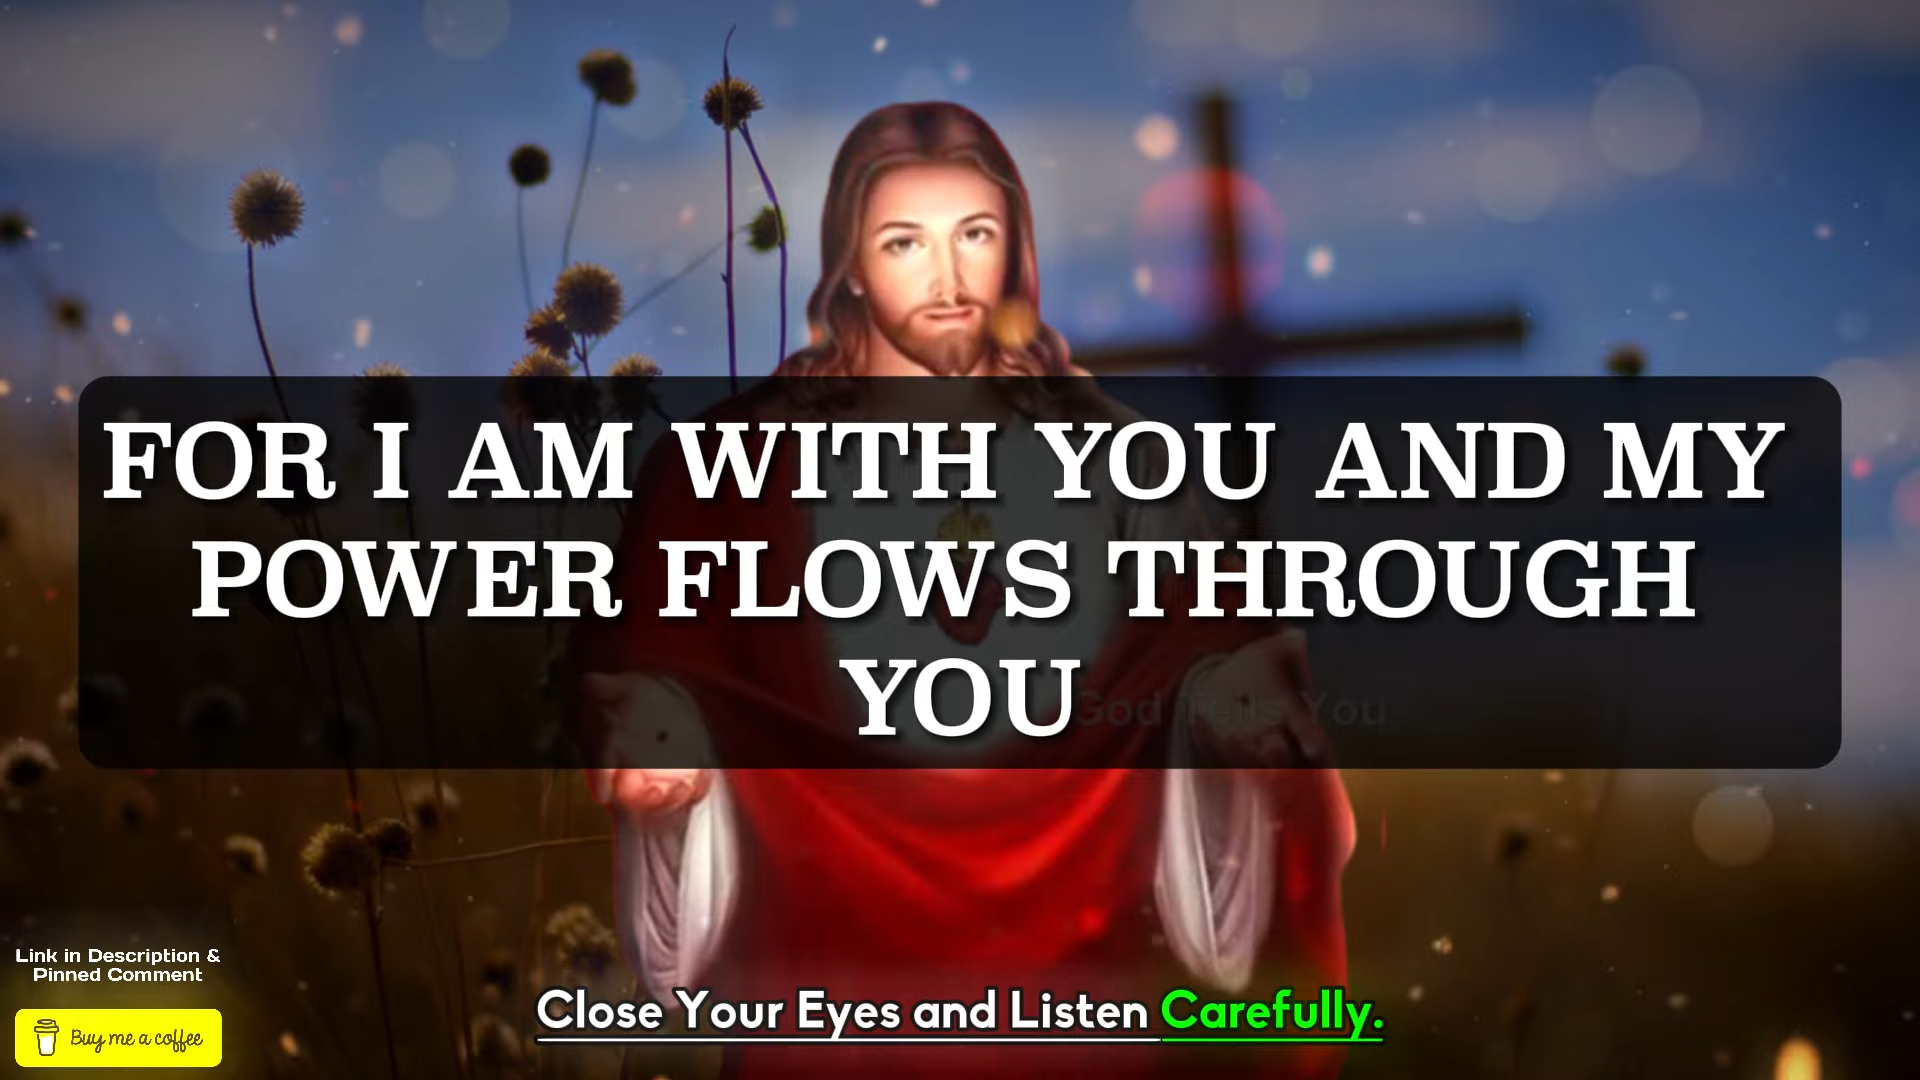 FOR I AM WITH YOU AND MY
POWER FLOWS THROUGH
YOU
God Tells You
Link in Description &
Pinned Comment
Buy me a coffee
Close Your Eyes and Listen Carefully.